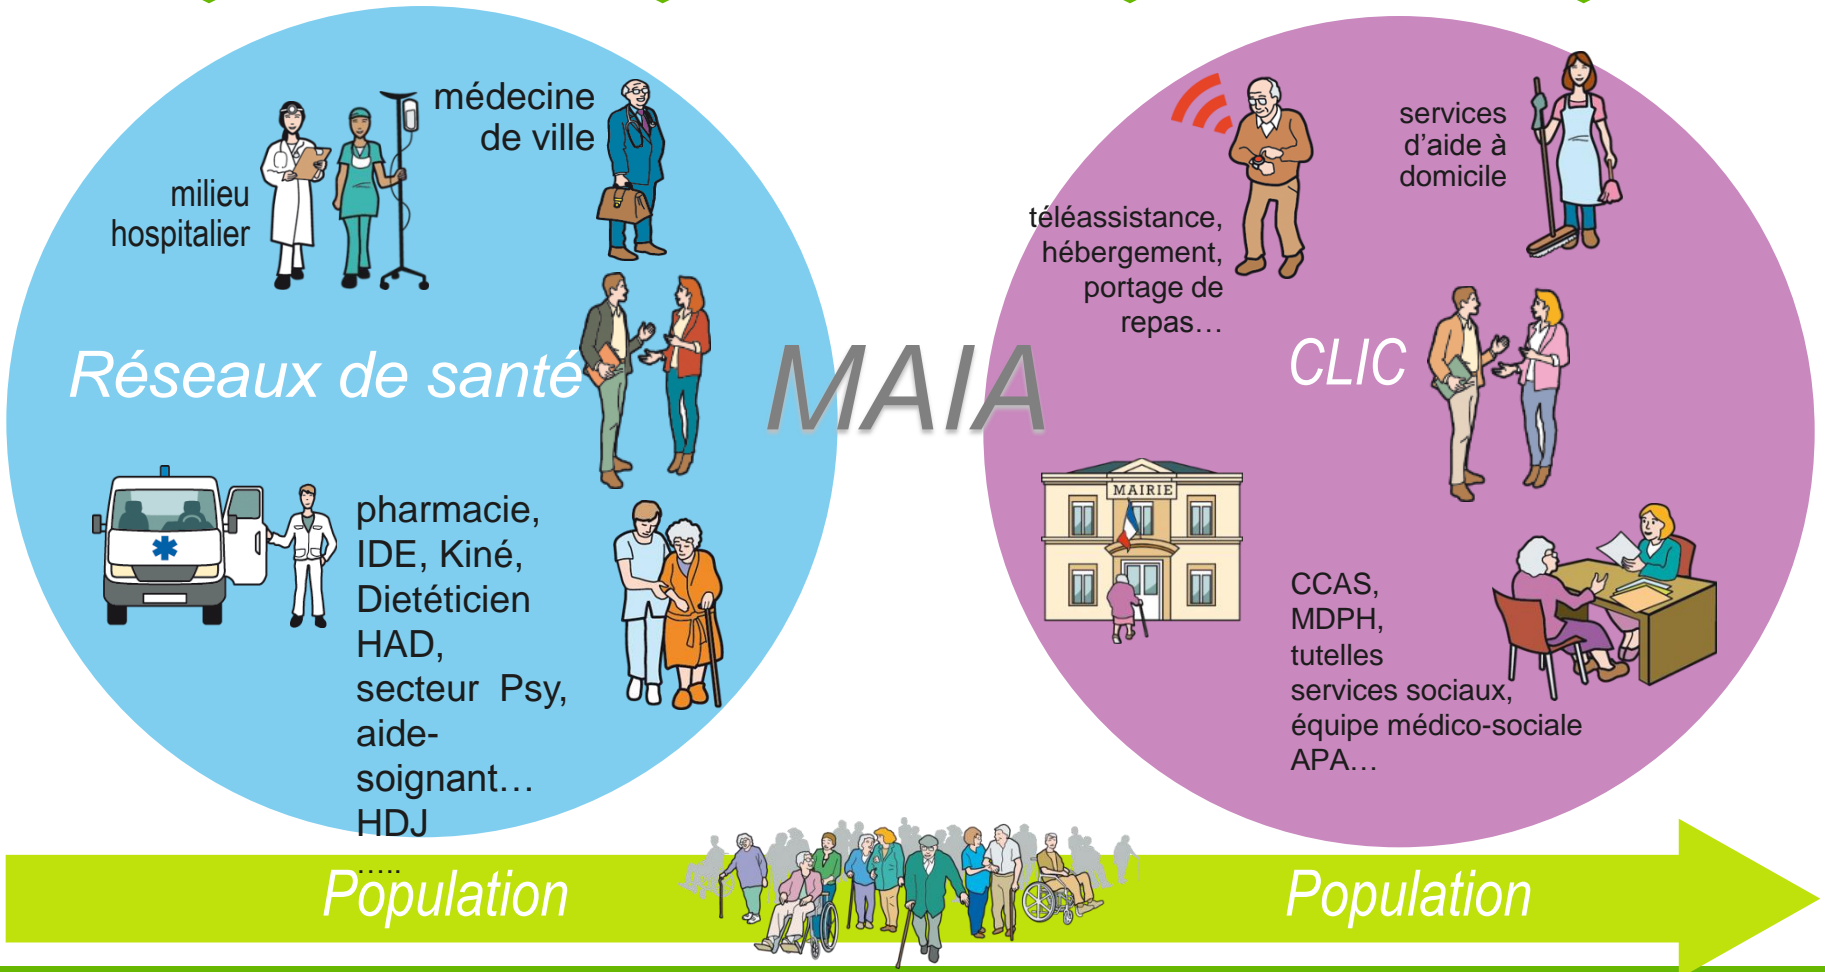 médecine
de ville
milieu
hospitalier
Réseaux de santé
pharmacie,
IDE, Kiné,
Dietéticien
HAD,
secteur Psy,
aide-
soignant…
HDJ
…..
MAIA
services
d’aide à
domicile
téléassistance,
hébergement,
portage de
repas…
CLIC
MAIRIE
CCAS,
MDPH,
tutelles
services sociaux,
équipe médico-sociale
APA…
Population
Population